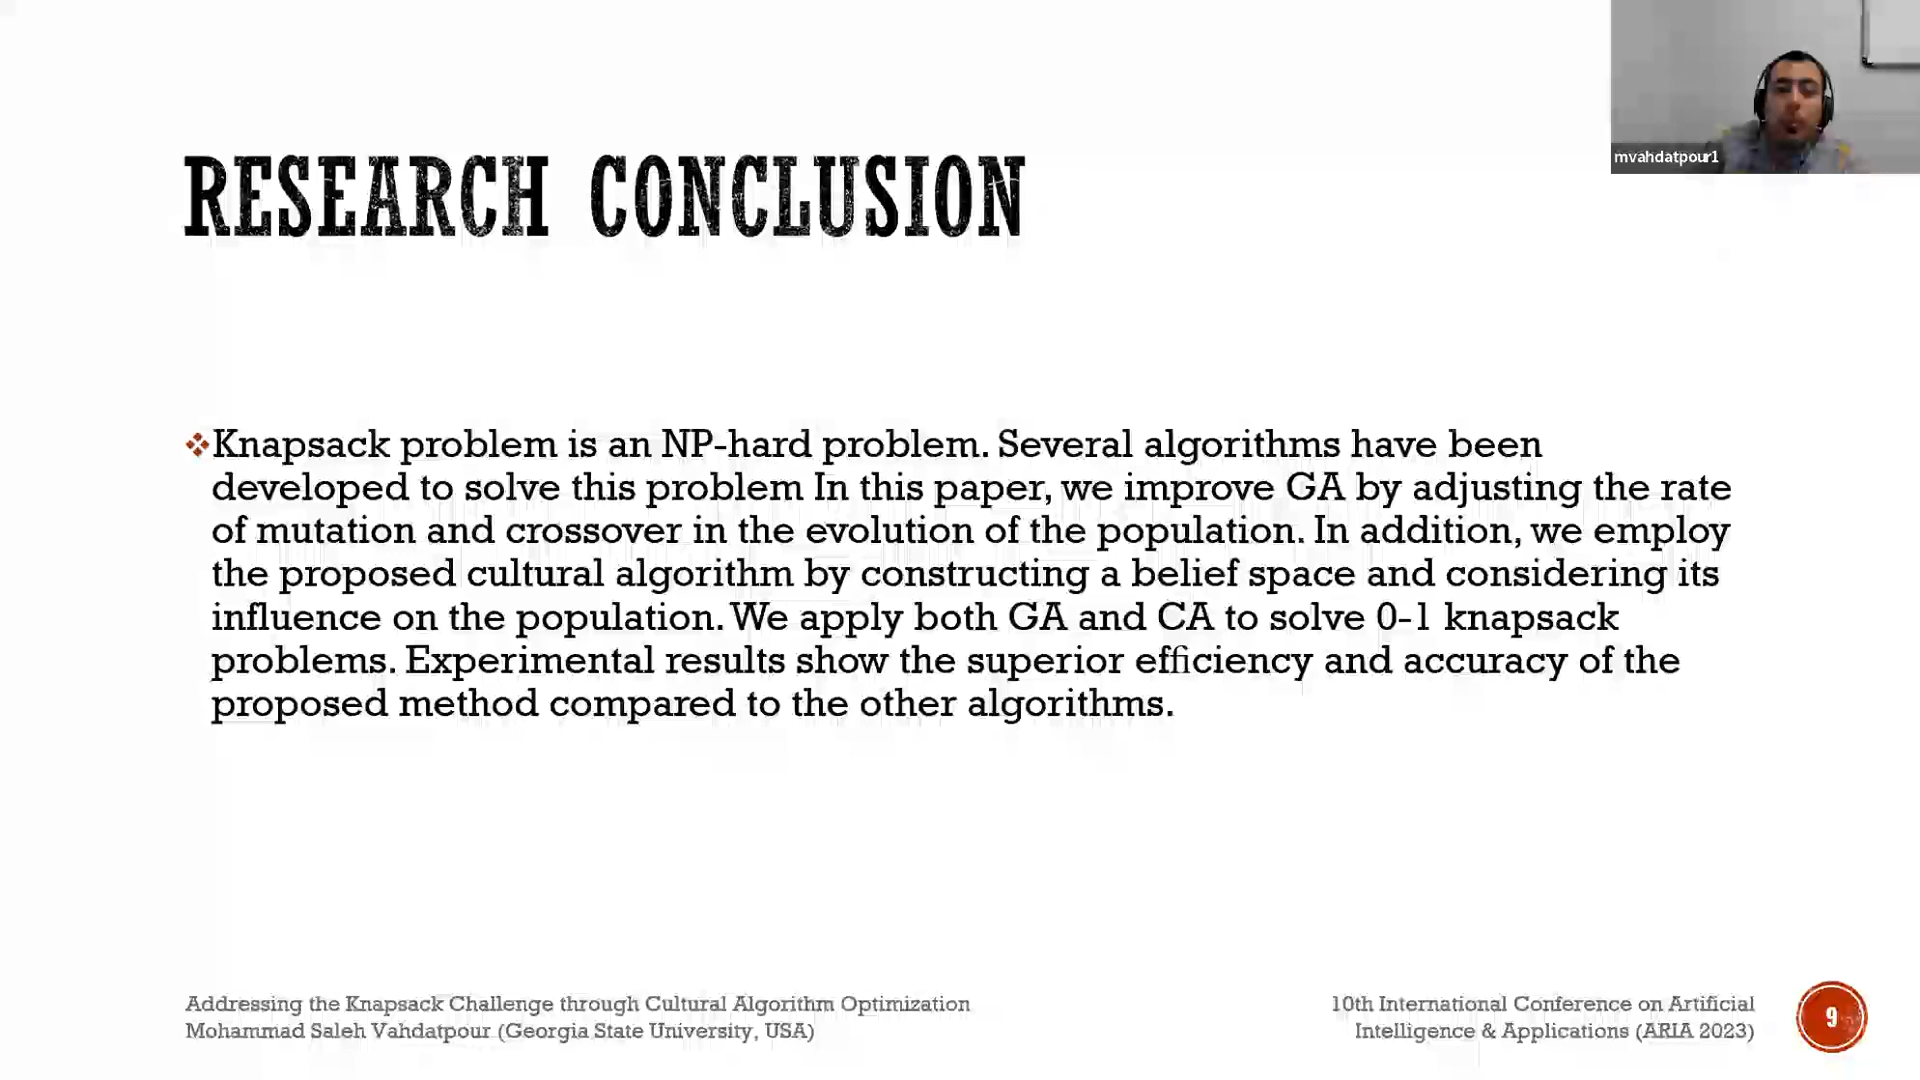 mvahdatpour1
RESEARCH CONCLUSION
Knapsack problem is an NP-hard problem. Several algorithms have been
developed to solve this problem In this paper, we improve GA by adjusting the rate
of mutation and crossover in the evolution of the population. In addition, we employ
the proposed cultural algorithm by constructing a belief space and considering its
influence on the population. We apply both GA and CA to solve 0-1 knapsack
problems. Experimental results show the superior efficiency and accuracy of the
proposed method compared to the other algorithms.
Addressing the Knapsack Challenge through Cultural Algorithm Optimization
Mohammad Saleh Vahdatpour (Georgia State University, USA)
10th International Conference on Artificial
Intelligence & Applications (ARIA 2023)
9